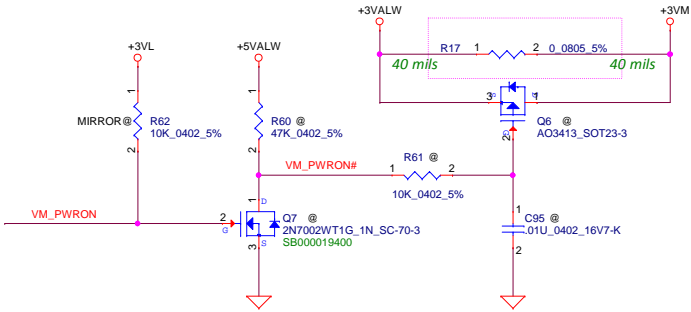 +3VALW
+3VM
R17 1 2 0_0805_5%
40 mils 40 mils
+3VL
+5VALW
3 S D 1
1 1
MIRROR@ R62
10K_0402_5%
R60 @
47K_0402_5%
Q6 @
AO3413_SOT23-3
G 2
2 2
VM_PWRON#
R61 @
1 2
10K_0402_5%
VM_PWRON
1 D
2 G
Q7 @
2N7002WT1G_1N_SC-70-3
SB000019400
3 S
1
C95 @
.01U_0402_16V7-K
2